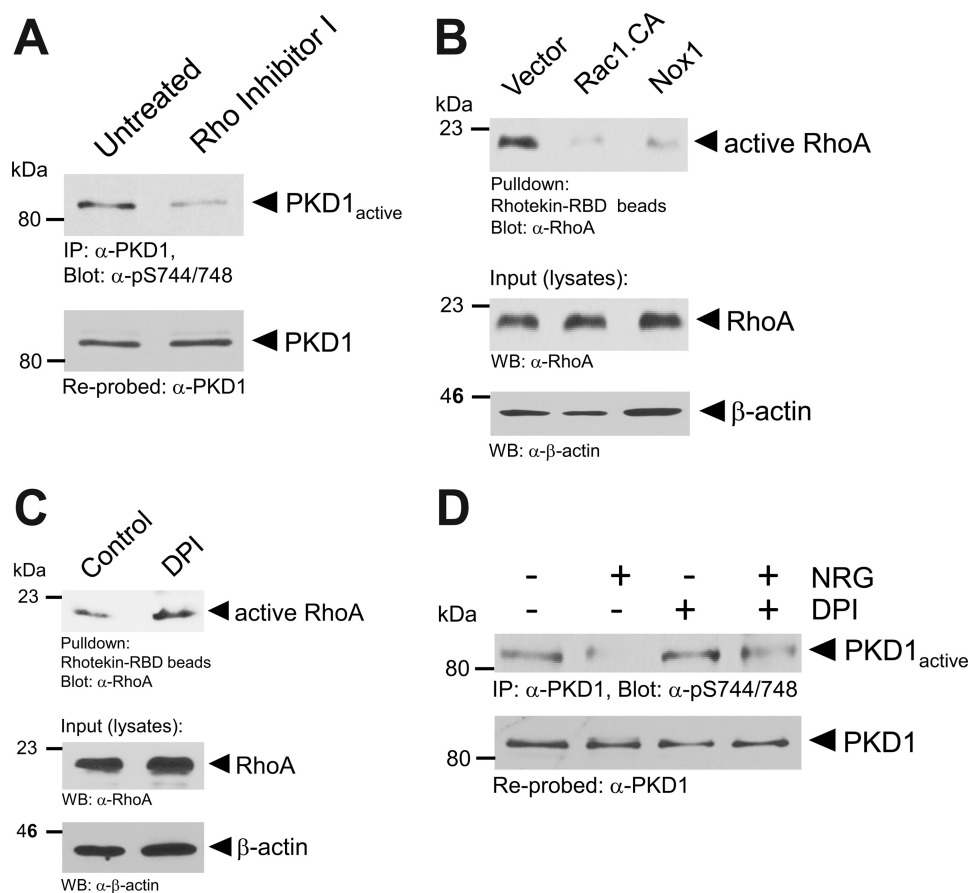 A
Untreated
Rho Inhibitor I
kDa
80
PKD1active
IP: α-PKD1,
Blot: α-pS744/748
80
PKD1
Re-probed: α-PKD1
B
Vector
Rac1.CA
Nox1
kDa
23
active RhoA
Pulldown:
Rhotekin-RBD beads
Blot: α-RhoA
Input (lysates):
23
RhoA
WB: α-RhoA
46
β-actin
WB: α-β-actin
C
Control
DPI
kDa
23
active RhoA
Pulldown:
Rhotekin-RBD beads
Blot: α-RhoA
Input (lysates):
23
RhoA
WB: α-RhoA
46
β-actin
WB: α-β-actin
D
- + - + NRG
- - + + DPI
kDa
80
PKD1active
IP: α-PKD1, Blot: α-pS744/748
80
PKD1
Re-probed: α-PKD1